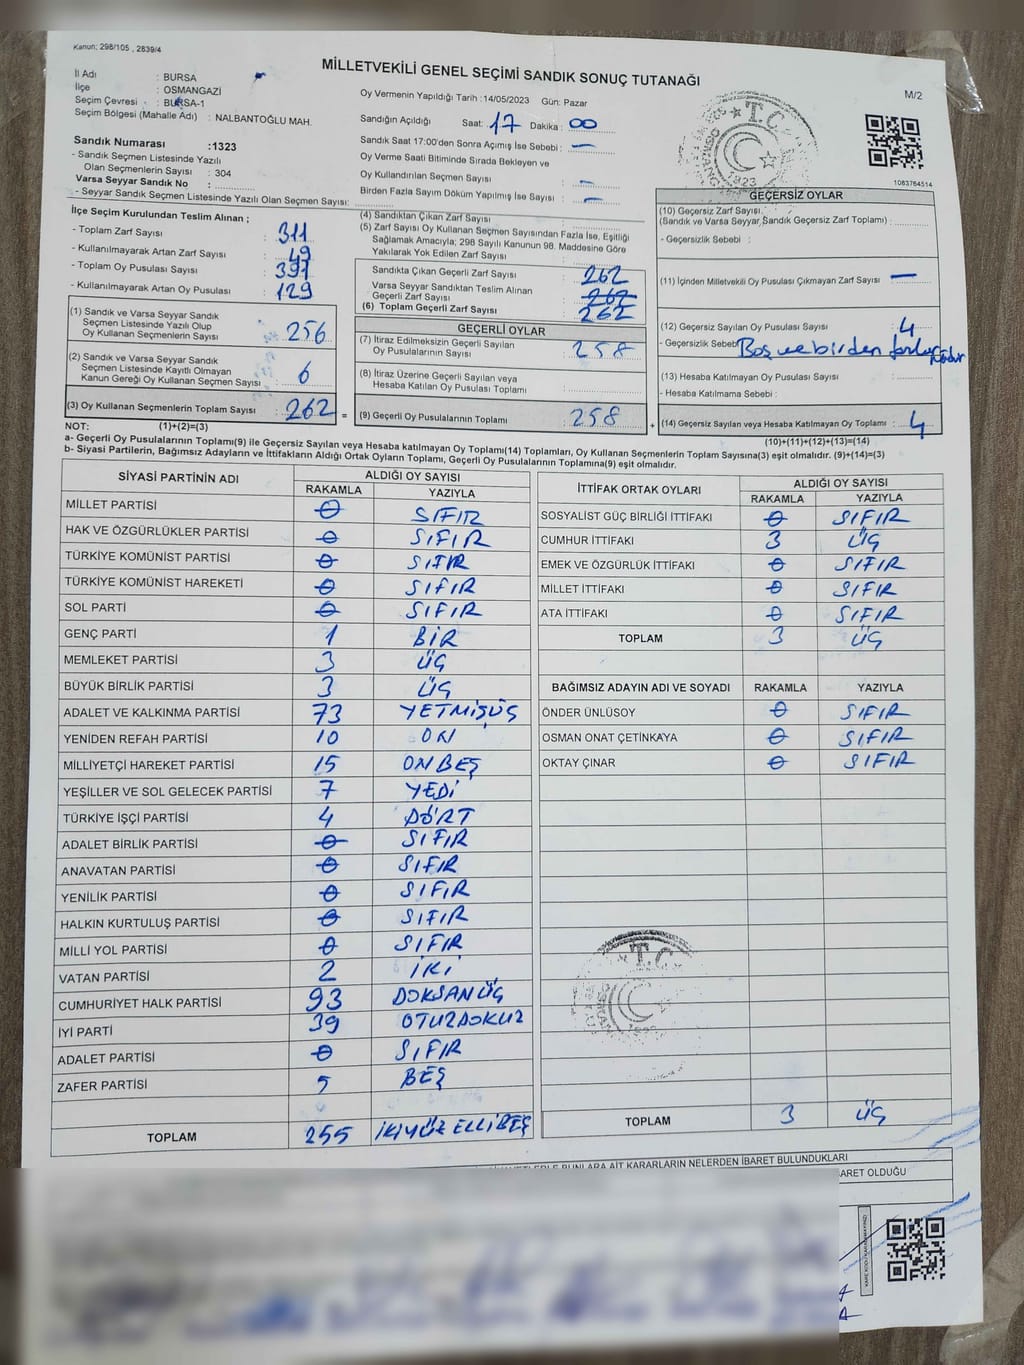 Kanun; 298/105 , 2839/4
MİLLETVEKİLİ GENEL SEÇİMİ SANDIK SONUÇ TUTANAĞI
M/2
İl Adı : BURSA
İlçe : OSMANGAZİ
Seçim Çevresi : BURSA-1
Seçim Bölgesi (Mahalle Adı) : NALBANTOĞLU MAH.
Oy Vermenin Yapıldığı Tarih : 14/05/2023 Gün: Pazar
Sandığın Açıldığı Saat: 17 Dakika : 00
Sandık Saat 17:00'den Sonra Açımış İse Sebebi : —
Oy Verme Saati Bitiminde Sırada Bekleyen ve
Oy Kullandırılan Seçmen Sayısı : —
Birden Fazla Sayım Döküm Yapılmış İse Sayısı : —
Sandık Numarası :1323
- Sandık Seçmen Listesinde Yazılı
Olan Seçmenlerin Sayısı : 304
Varsa Seyyar Sandık No :
- Seyyar Sandık Seçmen Listesinde Yazılı Olan Seçmen Sayısı:
1083764514
T.C.
1923
İlçe Seçim Kurulundan Teslim Alınan ;
- Toplam Zarf Sayısı : 311
- Kullanılmayarak Artan Zarf Sayısı : 49
- Toplam Oy Pusulası Sayısı : 391
- Kullanılmayarak Artan Oy Pusulası : 129
(1) Sandık ve Varsa Seyyar Sandık
Seçmen Listesinde Yazılı Olup
Oy Kullanan Seçmenlerin Sayısı : 256
(2) Sandık ve Varsa Seyyar Sandık
Seçmen Listesinde Kayıtlı Olmayan
Kanun Gereği Oy Kullanan Seçmen Sayısı : 6
(3) Oy Kullanan Seçmenlerin Toplam Sayısı : 262 =
(4) Sandıktan Çıkan Zarf Sayısı :
(5) Zarf Sayısı Oy Kullanan Seçmen Sayısından Fazla İse, Eşitliği
Sağlamak Amacıyla; 298 Sayılı Kanunun 98. Maddesine Göre
Yakılarak Yok Edilen Zarf Sayısı :
Sandıkta Çıkan Geçerli Zarf Sayısı : 262
Varsa Seyyar Sandıktan Teslim Alınan
Geçerli Zarf Sayısı : 262
(6) Toplam Geçerli Zarf Sayısı : 262
GEÇERLİ OYLAR
(7) İtiraz Edilmeksizin Geçerli Sayılan
Oy Pusulalarının Sayısı : 258
(8) İtiraz Üzerine Geçerli Sayılan veya
Hesaba Katılan Oy Pusulası Toplamı :
(9) Geçerli Oy Pusulalarının Toplamı : 258 +
GEÇERSİZ OYLAR
(10) Geçersiz Zarf Sayısı
(Sandık ve Varsa Seyyar Sandık Geçersiz Zarf Toplamı) :
- Geçersizlik Sebebi :
(11) İçinden Milletvekili Oy Pusulası Çıkmayan Zarf Sayısı : —
(12) Geçersiz Sayılan Oy Pusulası Sayısı : 4
- Geçersizlik Sebebi Boş ve birden fazla
(13) Hesaba Katılmayan Oy Pusulası Sayısı :
- Hesaba Katılmama Sebebi :
(14) Geçersiz Sayılan veya Hesaba Katılmayan Oy Toplamı : 4
(10)+(11)+(12)+(13)=(14)
NOT: (1)+(2)=(3)
a- Geçerli Oy Pusulalarının Toplamı(9) ile Geçersiz Sayılan veya Hesaba katılmayan Oy Toplamı(14) Toplamları, Oy Kullanan Seçmenlerin Toplam Sayısına(3) eşit olmalıdır. (9)+(14)=(3)
b- Siyasi Partilerin, Bağımsız Adayların ve İttifakların Aldığı Ortak Oyların Toplamı, Geçerli Oy Pusulalarının Toplamına(9) eşit olmalıdır.
SİYASİ PARTİNİN ADI ALDIĞI OY SAYISI
RAKAMLA YAZIYLA
MİLLET PARTİSİ 0 SIFIR
HAK VE ÖZGÜRLÜKLER PARTİSİ 0 SIFIR
TÜRKİYE KOMÜNİST PARTİSİ 0 SIFIR
TÜRKİYE KOMÜNİST HAREKETİ 0 SIFIR
SOL PARTİ 0 SIFIR
GENÇ PARTİ 1 BİR
MEMLEKET PARTİSİ 3 ÜÇ
BÜYÜK BİRLİK PARTİSİ 3 ÜÇ
ADALET VE KALKINMA PARTİSİ 73 YETMİŞÜÇ
YENİDEN REFAH PARTİSİ 10 ON
MİLLİYETÇİ HAREKET PARTİSİ 15 ONBEŞ
YEŞİLLER VE SOL GELECEK PARTİSİ 7 YEDİ
TÜRKİYE İŞÇİ PARTİSİ 4 DÖRT
ADALET BİRLİK PARTİSİ 0 SIFIR
ANAVATAN PARTİSİ 0 SIFIR
YENİLİK PARTİSİ 0 SIFIR
HALKIN KURTULUŞ PARTİSİ 0 SIFIR
MİLLİ YOL PARTİSİ 0 SIFIR
VATAN PARTİSİ 2 İKİ
CUMHURİYET HALK PARTİSİ 93 DOKSANÜÇ
İYİ PARTİ 39 OTUZDOKUZ
ADALET PARTİSİ 0 SIFIR
ZAFER PARTİSİ 5 BEŞ
TOPLAM 255 İKİYÜZ ELLİBEŞ
İTTİFAK ORTAK OYLARI ALDIĞI OY SAYISI
RAKAMLA YAZIYLA
SOSYALİST GÜÇ BİRLİĞİ İTTİFAKI 0 SIFIR
CUMHUR İTTİFAKI 3 ÜÇ
EMEK VE ÖZGÜRLÜK İTTİFAKI 0 SIFIR
MİLLET İTTİFAKI 0 SIFIR
ATA İTTİFAKI 0 SIFIR
TOPLAM 3 ÜÇ
BAĞIMSIZ ADAYIN ADI VE SOYADI RAKAMLA YAZIYLA
ÖNDER ÜNLÜSOY 0 SIFIR
OSMAN ONAT ÇETİNKAYA 0 SIFIR
OKTAY ÇINAR 0 SIFIR
T.C.
TOPLAM 3 ÜÇ
BUNLARA AİT KARARLARIN NELERDEN İBARET BULUNDUKLARI
BARET OLDUĞU